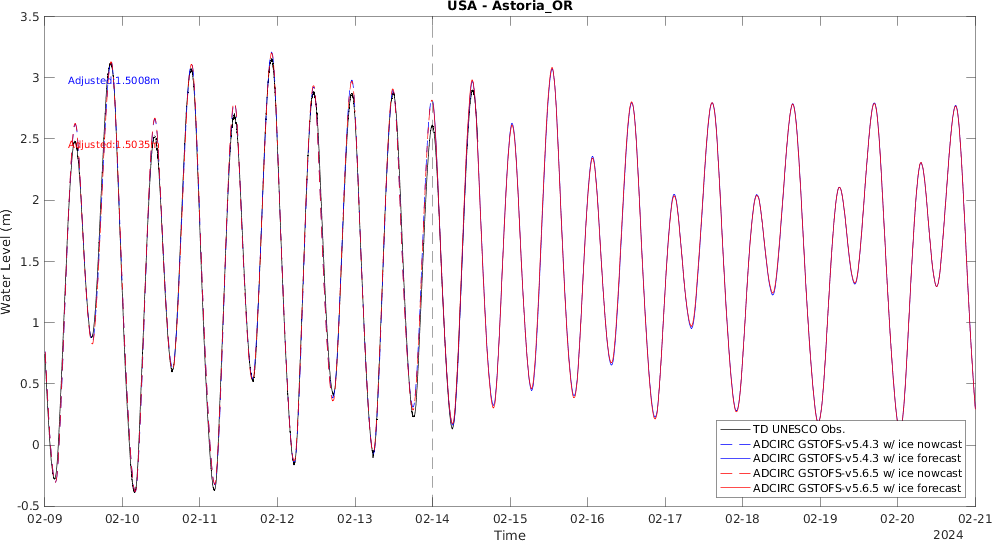 USA - Astoria_OR
3.5
3
2.5
2
1.5
1
0.5
0
-0.5
Water Level (m)
Adjusted:1.5008m
Adjusted:1.5035m
TD UNESCO Obs.
ADCIRC GSTOFS-v5.4.3 w/ ice nowcast
ADCIRC GSTOFS-v5.4.3 w/ ice forecast
ADCIRC GSTOFS-v5.6.5 w/ ice nowcast
ADCIRC GSTOFS-v5.6.5 w/ ice forecast
02-09 02-10 02-11 02-12 02-13 02-14 02-15 02-16 02-17 02-18 02-19 02-20 02-21
Time
2024